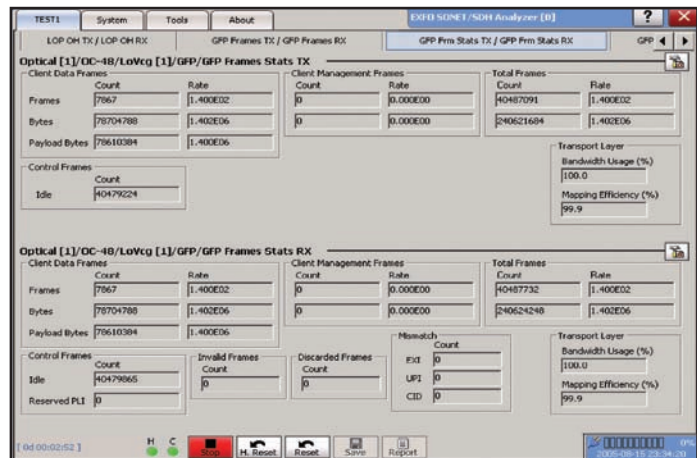 TEST1 System Tools About EXFO SONET/SDH Analyzer [0] ? X
LOP OH TX / LOP OH RX GFP Frames TX / GFP Frames RX GFP Frm Stats TX / GFP Frm Stats RX GFP
Optical [1]/OC-48/LoVcg [1]/GFP/GFP Frames Stats TX
Client Data Frames Client Management Frames Total Frames
Count Rate Count Rate Count Rate
Frames 7867 1.400E02 0 0.000E00 40487091 1.400E02
Bytes 78704788 1.402E06 0 0.000E00 240621684 1.402E06
Payload Bytes 78610384 1.400E06
Transport Layer
Bandwidth Usage (%)
100.0
Mapping Efficiency (%)
99.9
Control Frames
Count
Idle 40479224
Optical [1]/OC-48/LoVcg [1]/GFP/GFP Frames Stats RX
Client Data Frames Client Management Frames Total Frames
Count Rate Count Rate Count Rate
Frames 7867 1.400E02 0 0.000E00 40487732 1.400E02
Bytes 78704788 1.402E06 0 0.000E00 240624248 1.402E06
Payload Bytes 78610384 1.400E06
Control Frames Invalid Frames Discarded Frames Mismatch Transport Layer
Count Count Count Count Bandwidth Usage (%)
Idle 40479865 0 0 EXI 0 100.0
UPI 0 Mapping Efficiency (%)
Reserved PLI 0 CID 0 99.9
[ 0d 00:02:52 ] H C Stop H. Reset Reset Save Report 0%
2005-08-15 23:34:20